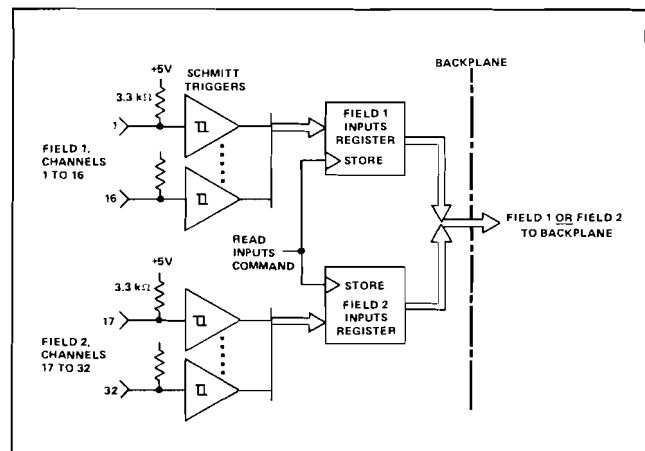 BACKPLANE
+5V
SCHMITT
TRIGGERS
3.3 kΩ
1
FIELD 1,
CHANNELS
1 TO 16
16
FIELD 1
INPUTS
REGISTER
STORE
READ
INPUTS
COMMAND
FIELD 1 OR FIELD 2
TO BACKPLANE
+5V
3.3 kΩ
17
FIELD 2,
CHANNELS
17 TO 32
32
STORE
FIELD 2
INPUTS
REGISTER